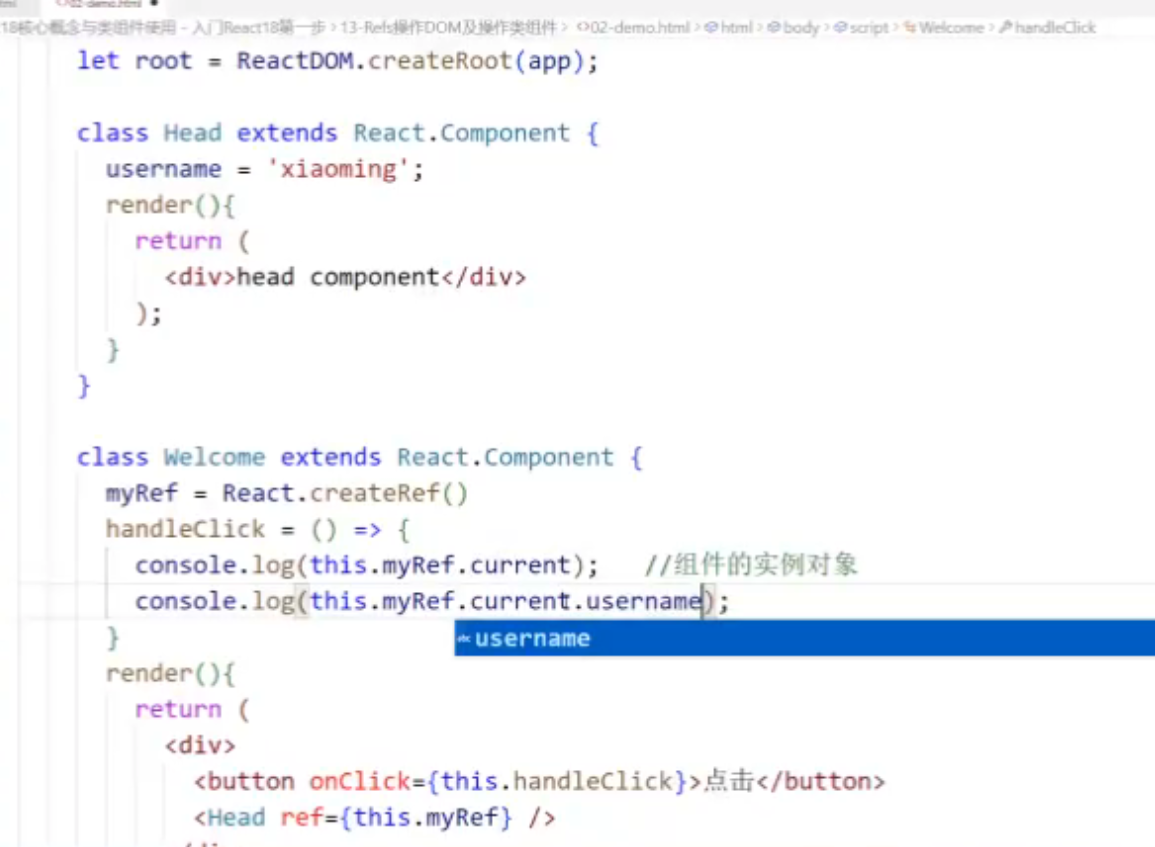 02-demo.html
18核心概念与类组件使用 - 入门React18第一步 > 13-Refs操作DOM及操作类组件 > 02-demo.html > html > body > script > Welcome > handleClick
let root = ReactDOM.createRoot(app);
class Head extends React.Component {
username = 'xiaoming';
render(){
return (
<div>head component</div>
);
}
}
class Welcome extends React.Component {
myRef = React.createRef()
handleClick = () => {
console.log(this.myRef.current); //组件的实例对象
console.log(this.myRef.current.username);
abc username
}
render(){
return (
<div>
<button onClick={this.handleClick}>点击</button>
<Head ref={this.myRef} />